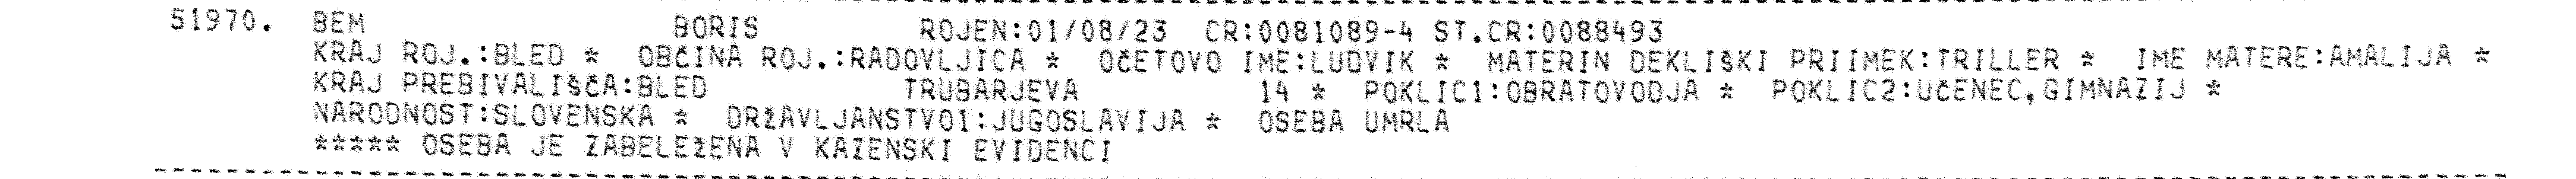 51970. BEM BORIS ROJEN:01/08/23 CR:0081089-4 ST.CR:0088493
KRAJ ROJ.:BLED * OBČINA ROJ.:RADOVLJICA * OČETOVO IME:LUDVIK * MATERIN DEKLIŠKI PRIIMEK:TRILLER * IME MATERE:AMALIJA *
KRAJ PREBIVALIŠČA:BLED TRUBARJEVA 14 * POKLIC1:OBRATOVODJA * POKLIC2:UČENEC,GIMNAZIJ *
NARODNOST:SLOVENSKA * DRŽAVLJANSTVO1:JUGOSLAVIJA * OSEBA UMRLA
***** OSEBA JE ZABELEŽENA V KAZENSKI EVIDENCI